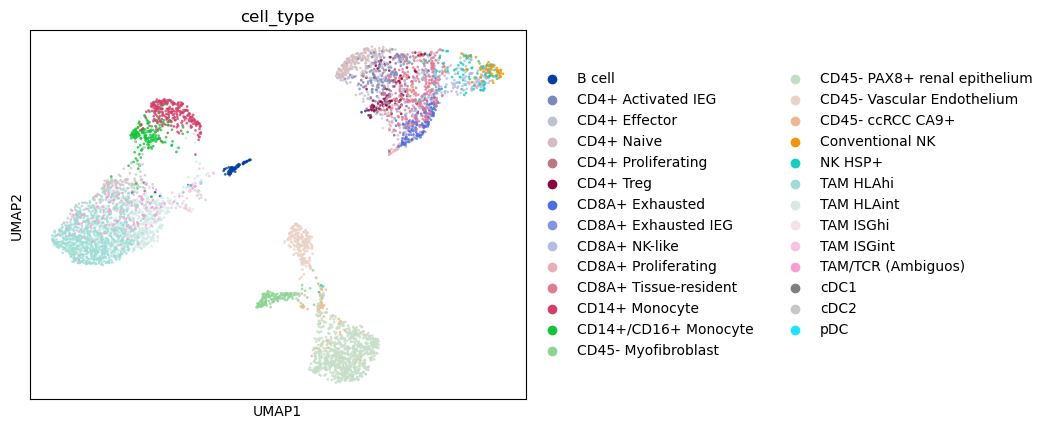 cell_type
B cell
CD4+ Activated IEG
CD4+ Effector
CD4+ Naive
CD4+ Proliferating
CD4+ Treg
CD8A+ Exhausted
CD8A+ Exhausted IEG
CD8A+ NK-like
CD8A+ Proliferating
CD8A+ Tissue-resident
CD14+ Monocyte
CD14+/CD16+ Monocyte
CD45- Myofibroblast
CD45- PAX8+ renal epithelium
CD45- Vascular Endothelium
CD45- ccRCC CA9+
Conventional NK
NK HSP+
TAM HLAhi
TAM HLAint
TAM ISGhi
TAM ISGint
TAM/TCR (Ambiguos)
cDC1
cDC2
pDC
UMAP2
UMAP1